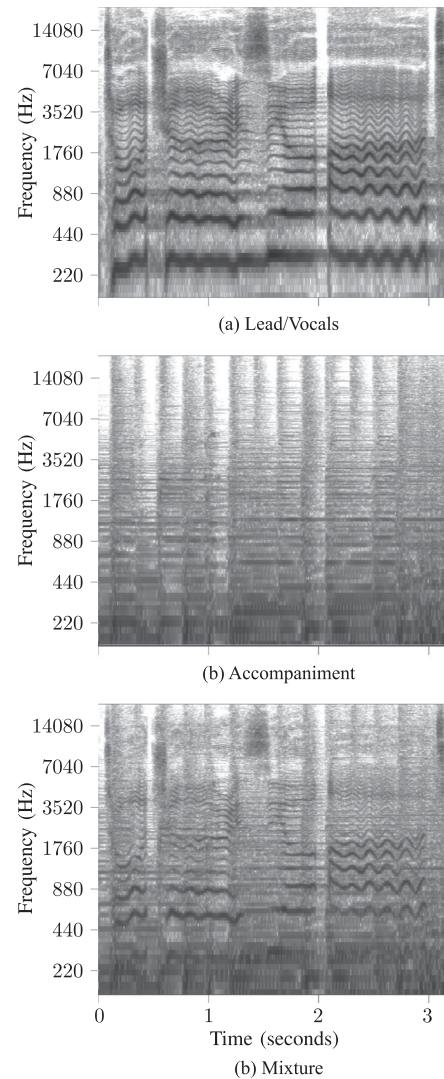 14080
7040
3520
1760
880
440
220
Frequency (Hz)
(a) Lead/Vocals
14080
7040
3520
1760
880
440
220
Frequency (Hz)
(b) Accompaniment
14080
7040
3520
1760
880
440
220
Frequency (Hz)
0 1 2 3
Time (seconds)
(b) Mixture